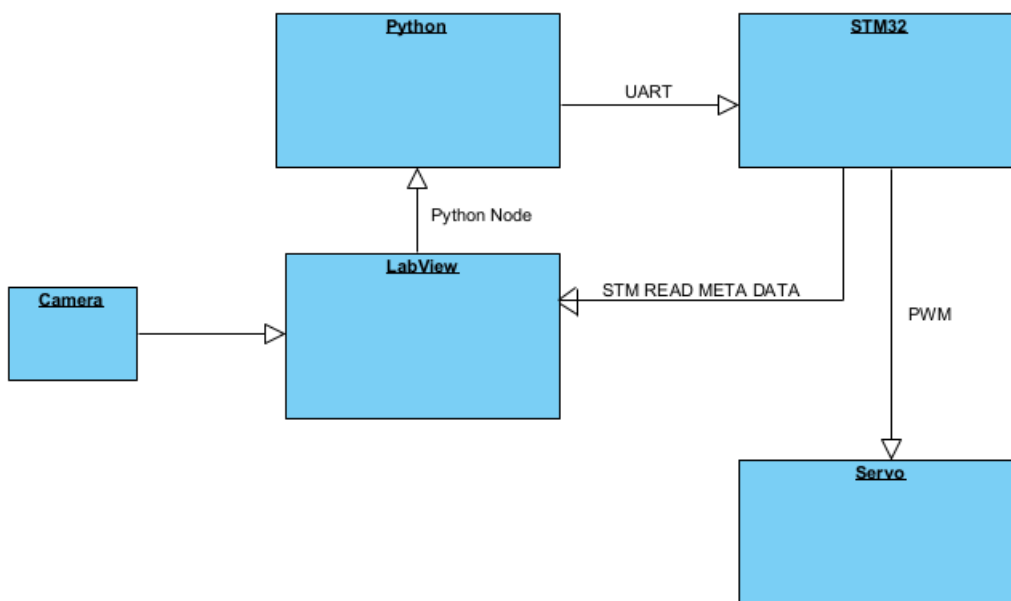 Python
STM32
UART
Python Node
LabView
Camera
STM READ META DATA
PWM
Servo